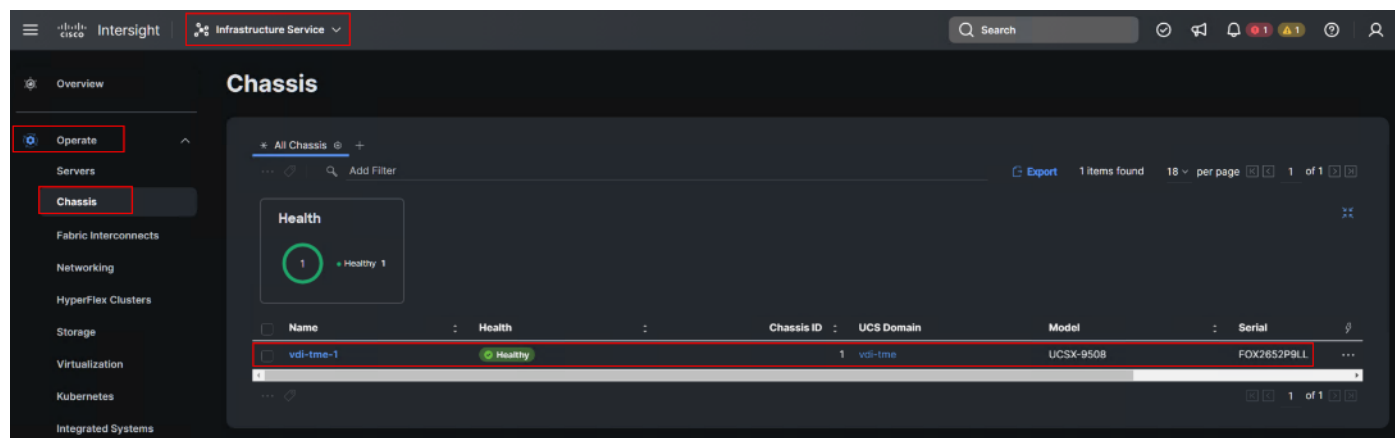 cisco Intersight Infrastructure Service Search 1 1
Overview
Chassis
Operate
All Chassis +
Servers
Add Filter Export 1 items found 18 per page 1 of 1
Chassis
Health
Fabric Interconnects
1 Healthy 1
Networking
HyperFlex Clusters
Storage
Name Health Chassis ID UCS Domain Model Serial
vdi-tme-1 Healthy 1 vdi-tme UCSX-9508 FOX2652P9LL
Virtualization
Kubernetes
1 of 1
Integrated Systems